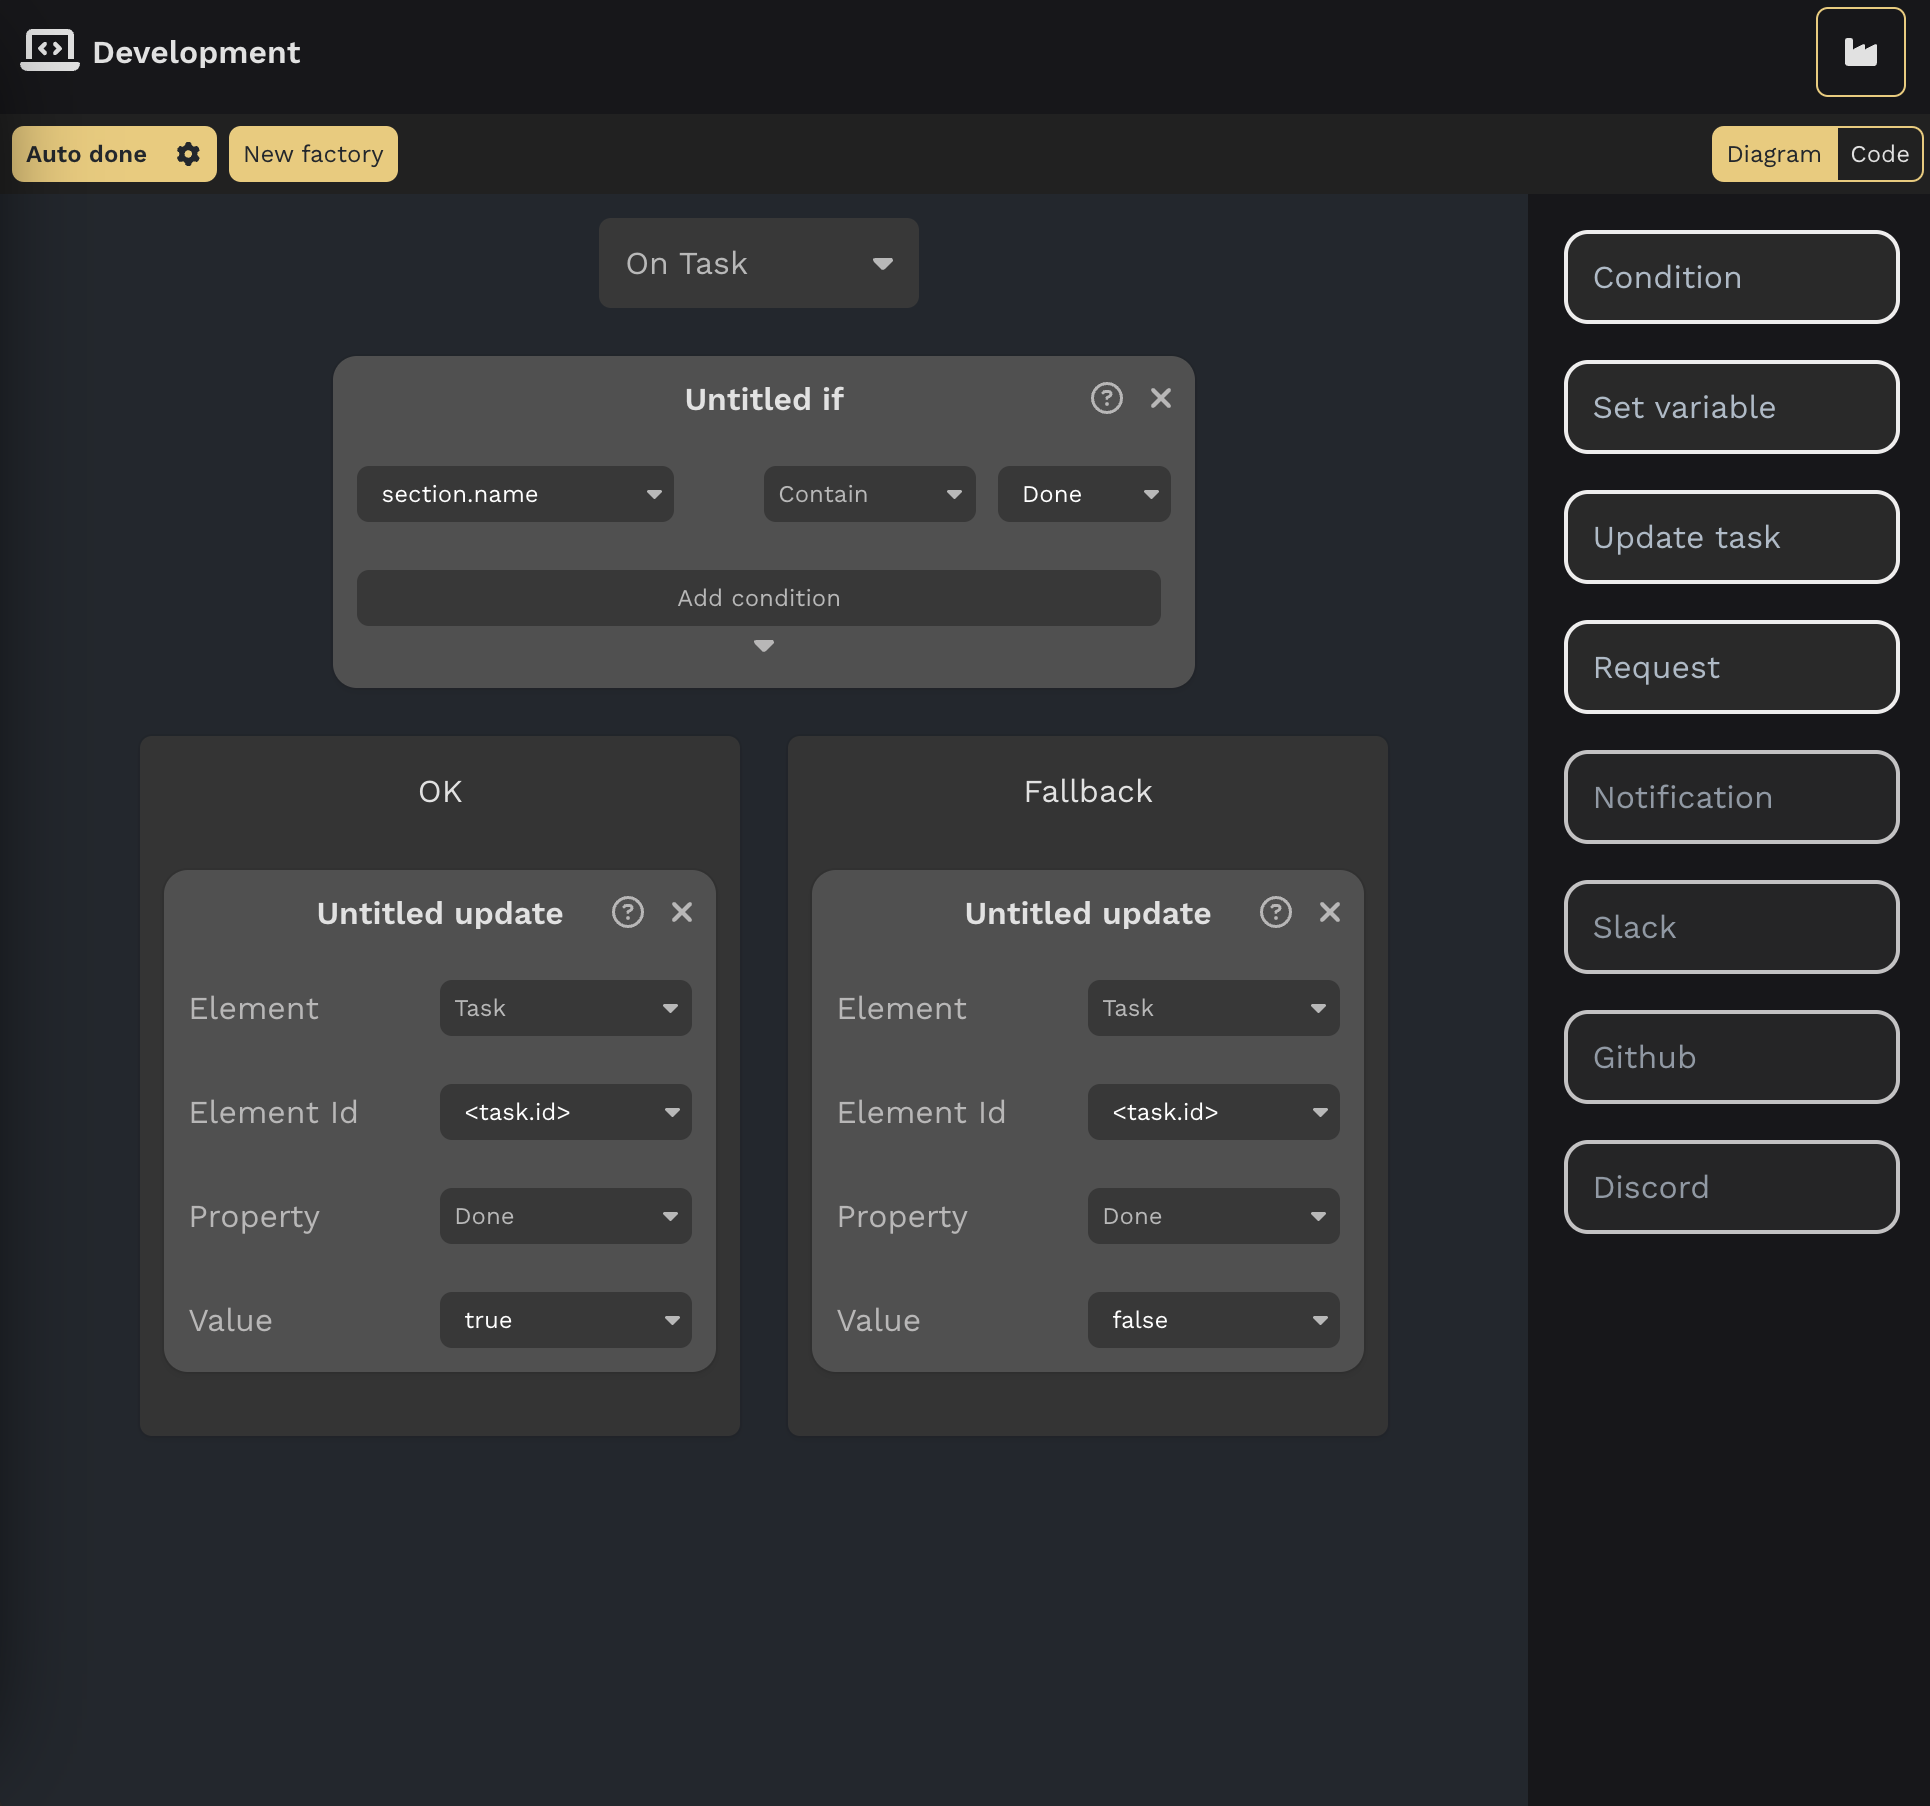 Development
Auto done
New factory
Diagram
Code
On Task
Untitled if
section.name
Contain
Done
Add condition
OK
Untitled update
Element
Task
Element Id
<task.id>
Property
Done
Value
true
Fallback
Untitled update
Element
Task
Element Id
<task.id>
Property
Done
Value
false
Condition
Set variable
Update task
Request
Notification
Slack
Github
Discord